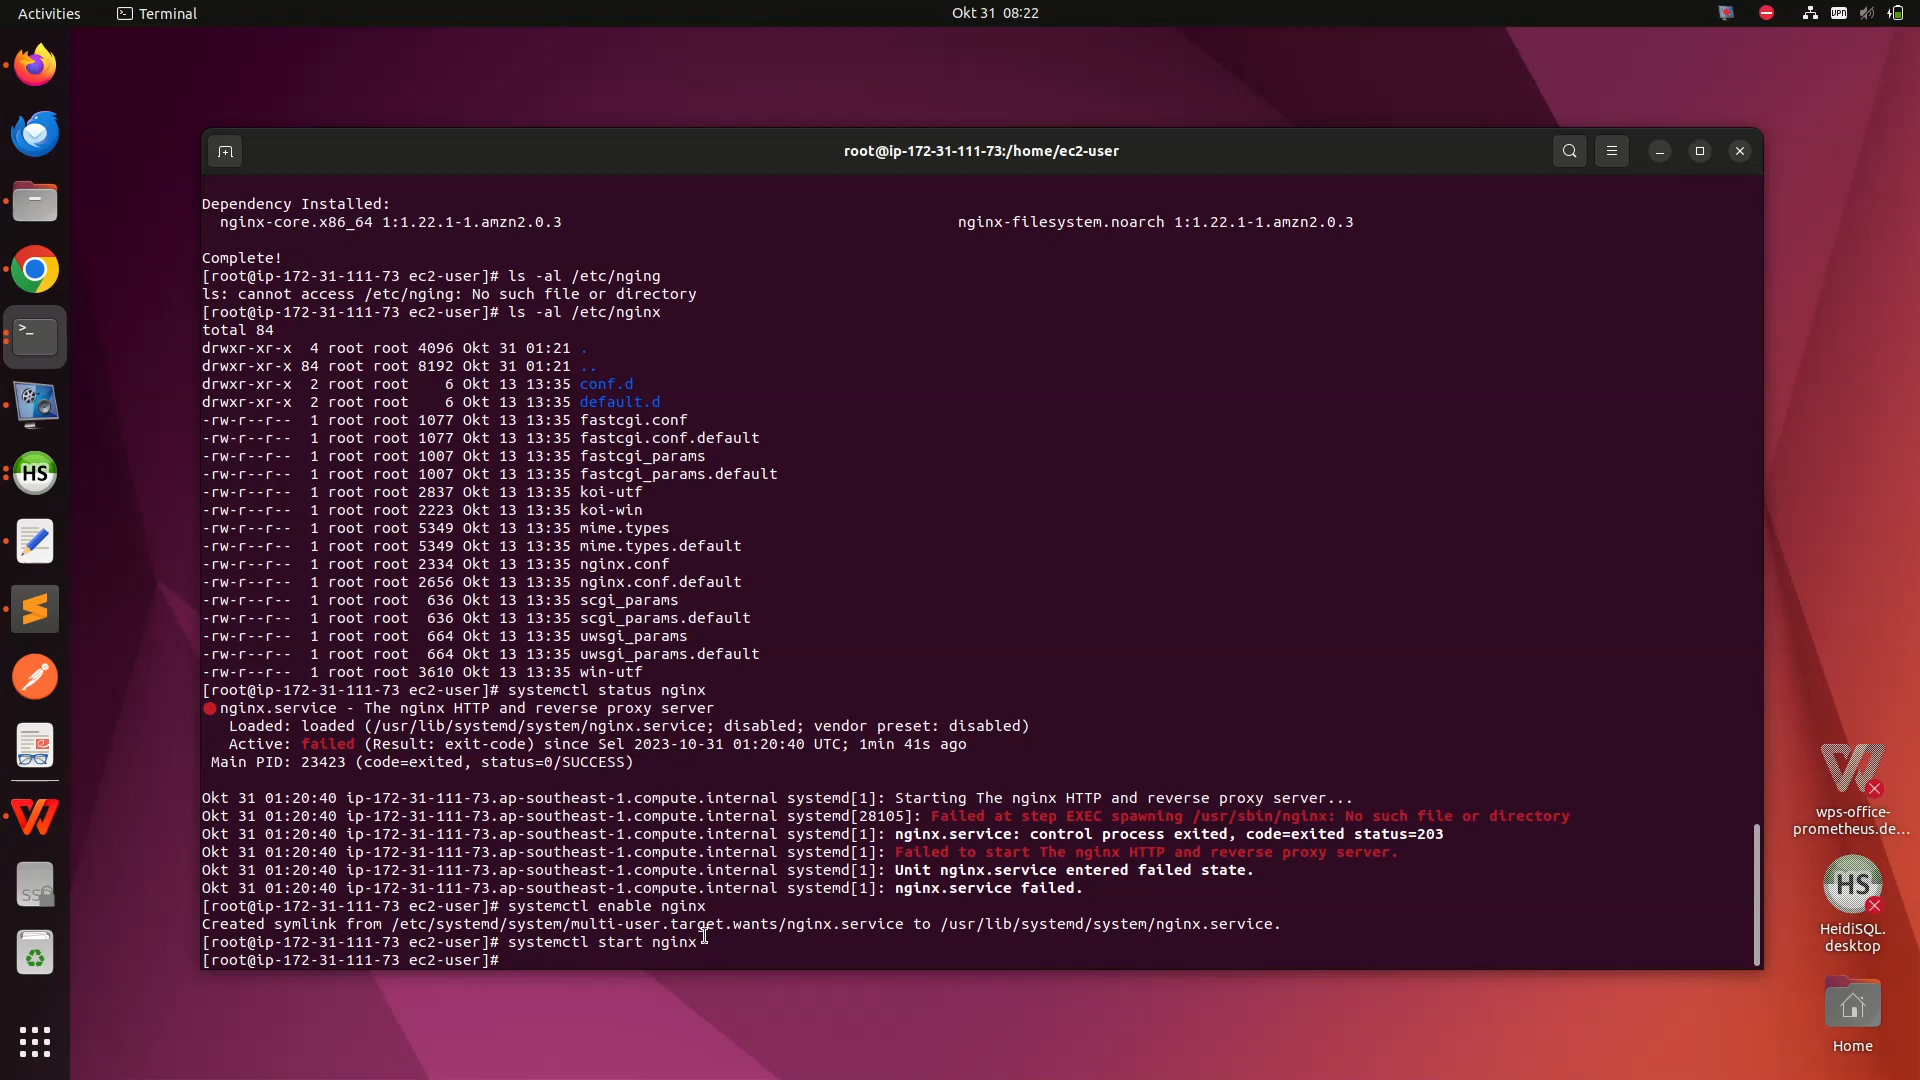 Activities
Terminal
Okt 31 08:22
VPN
root@ip-172-31-111-73:/home/ec2-user
Dependency Installed:
nginx-core.x86_64 1:1.22.1-1.amzn2.0.3 nginx-filesystem.noarch 1:1.22.1-1.amzn2.0.3
Complete!
[root@ip-172-31-111-73 ec2-user]# ls -al /etc/nging
ls: cannot access /etc/nging: No such file or directory
[root@ip-172-31-111-73 ec2-user]# ls -al /etc/nginx
total 84
drwxr-xr-x  4 root root 4096 Okt 31 01:21 .
drwxr-xr-x 84 root root 8192 Okt 31 01:21 ..
drwxr-xr-x  2 root root    6 Okt 13 13:35 conf.d
drwxr-xr-x  2 root root    6 Okt 13 13:35 default.d
-rw-r--r--  1 root root 1077 Okt 13 13:35 fastcgi.conf
-rw-r--r--  1 root root 1077 Okt 13 13:35 fastcgi.conf.default
-rw-r--r--  1 root root 1007 Okt 13 13:35 fastcgi_params
-rw-r--r--  1 root root 1007 Okt 13 13:35 fastcgi_params.default
-rw-r--r--  1 root root 2837 Okt 13 13:35 koi-utf
-rw-r--r--  1 root root 2223 Okt 13 13:35 koi-win
-rw-r--r--  1 root root 5349 Okt 13 13:35 mime.types
-rw-r--r--  1 root root 5349 Okt 13 13:35 mime.types.default
-rw-r--r--  1 root root 2334 Okt 13 13:35 nginx.conf
-rw-r--r--  1 root root 2656 Okt 13 13:35 nginx.conf.default
-rw-r--r--  1 root root  636 Okt 13 13:35 scgi_params
-rw-r--r--  1 root root  636 Okt 13 13:35 scgi_params.default
-rw-r--r--  1 root root  664 Okt 13 13:35 uwsgi_params
-rw-r--r--  1 root root  664 Okt 13 13:35 uwsgi_params.default
-rw-r--r--  1 root root 3610 Okt 13 13:35 win-utf
[root@ip-172-31-111-73 ec2-user]# systemctl status nginx
● nginx.service - The nginx HTTP and reverse proxy server
Loaded: loaded (/usr/lib/systemd/system/nginx.service; disabled; vendor preset: disabled)
Active: failed (Result: exit-code) since Sel 2023-10-31 01:20:40 UTC; 1min 41s ago
Main PID: 23423 (code=exited, status=0/SUCCESS)
Okt 31 01:20:40 ip-172-31-111-73.ap-southeast-1.compute.internal systemd[1]: Starting The nginx HTTP and reverse proxy server...
Okt 31 01:20:40 ip-172-31-111-73.ap-southeast-1.compute.internal systemd[28105]: Failed at step EXEC spawning /usr/sbin/nginx: No such file or directory
Okt 31 01:20:40 ip-172-31-111-73.ap-southeast-1.compute.internal systemd[1]: nginx.service: control process exited, code=exited status=203
Okt 31 01:20:40 ip-172-31-111-73.ap-southeast-1.compute.internal systemd[1]: Failed to start The nginx HTTP and reverse proxy server.
Okt 31 01:20:40 ip-172-31-111-73.ap-southeast-1.compute.internal systemd[1]: Unit nginx.service entered failed state.
Okt 31 01:20:40 ip-172-31-111-73.ap-southeast-1.compute.internal systemd[1]: nginx.service failed.
[root@ip-172-31-111-73 ec2-user]# systemctl enable nginx
Created symlink from /etc/systemd/system/multi-user.target.wants/nginx.service to /usr/lib/systemd/system/nginx.service.
[root@ip-172-31-111-73 ec2-user]# systemctl start nginx
[root@ip-172-31-111-73 ec2-user]#
HS
SSD
wps-office-
prometheus.de...
HS
HeidiSQL.
desktop
Home